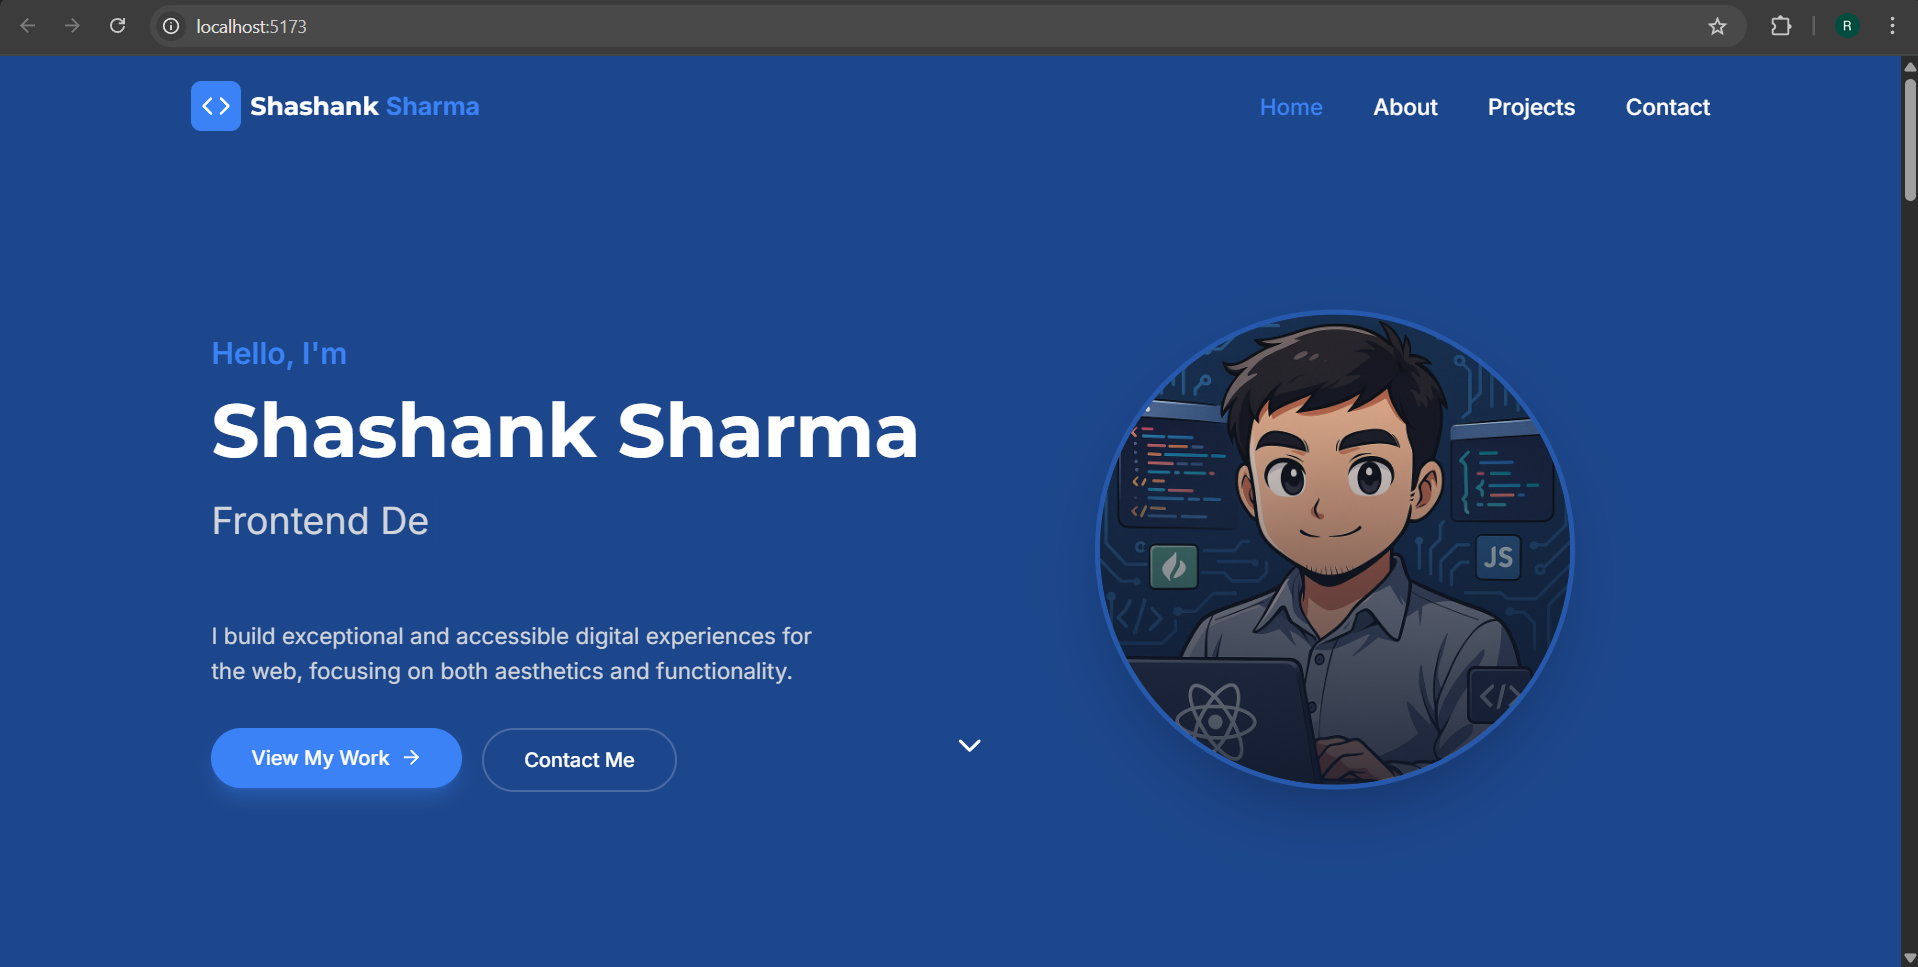 localhost:5173
R
Shashank Sharma
Home About Projects Contact
Hello, I'm
Shashank Sharma
Frontend De
I build exceptional and accessible digital experiences for
the web, focusing on both aesthetics and functionality.
View My Work →
Contact Me
JS